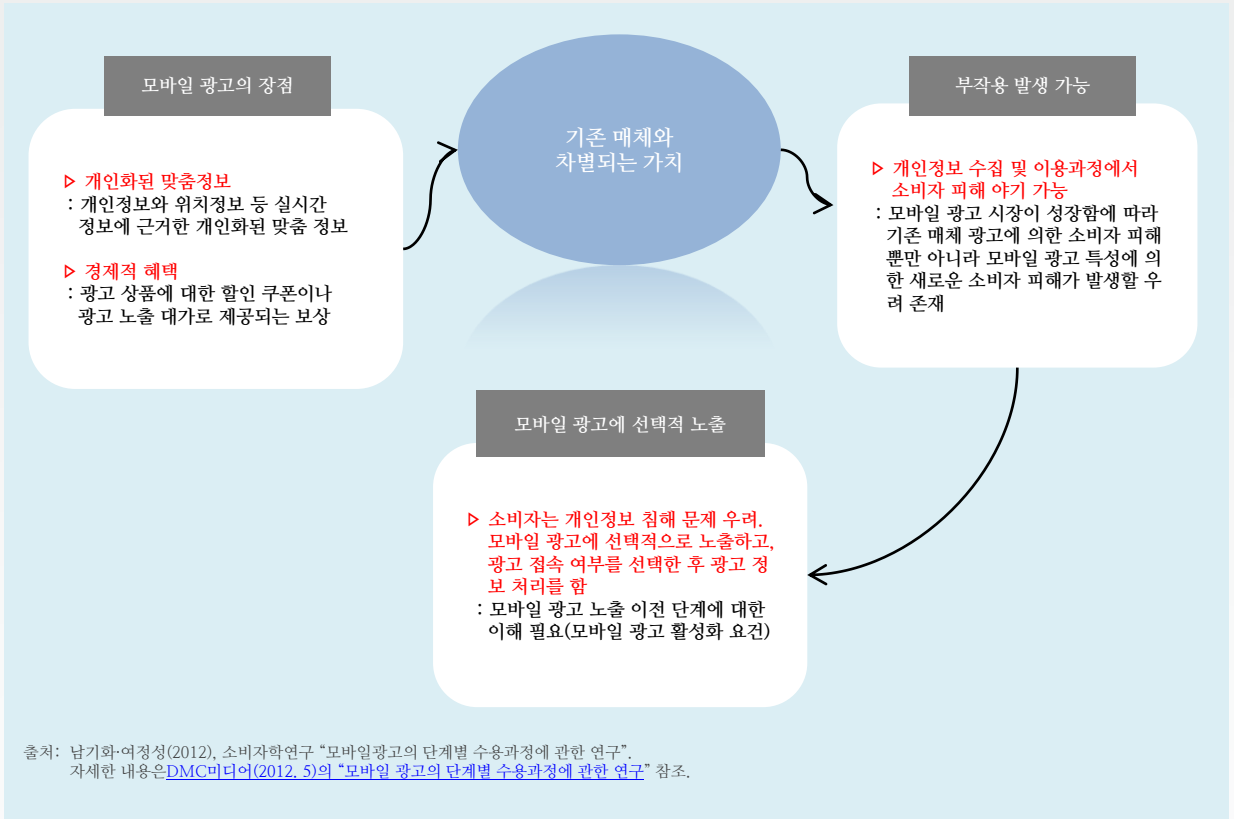 모바일 광고의 장점
▷ 개인화된 맞춤정보
: 개인정보와 위치정보 등 실시간
정보에 근거한 개인화된 맞춤 정보
▷ 경제적 혜택
: 광고 상품에 대한 할인 쿠폰이나
광고 노출 대가로 제공되는 보상
기존 매체와
차별되는 가치
부작용 발생 가능
▷ 개인정보 수집 및 이용과정에서
소비자 피해 야기 가능
: 모바일 광고 시장이 성장함에 따라
기존 매체 광고에 의한 소비자 피해
뿐만 아니라 모바일 광고 특성에 의
한 새로운 소비자 피해가 발생할 우
려 존재
모바일 광고에 선택적 노출
▷ 소비자는 개인정보 침해 문제 우려.
모바일 광고에 선택적으로 노출하고,
광고 접속 여부를 선택한 후 광고 정
보 처리를 함
: 모바일 광고 노출 이전 단계에 대한
이해 필요(모바일 광고 활성화 요건)
출처: 남기화·여정성(2012), 소비자학연구 “모바일광고의 단계별 수용과정에 관한 연구”.
자세한 내용은DMC미디어(2012. 5)의 “모바일 광고의 단계별 수용과정에 관한 연구” 참조.